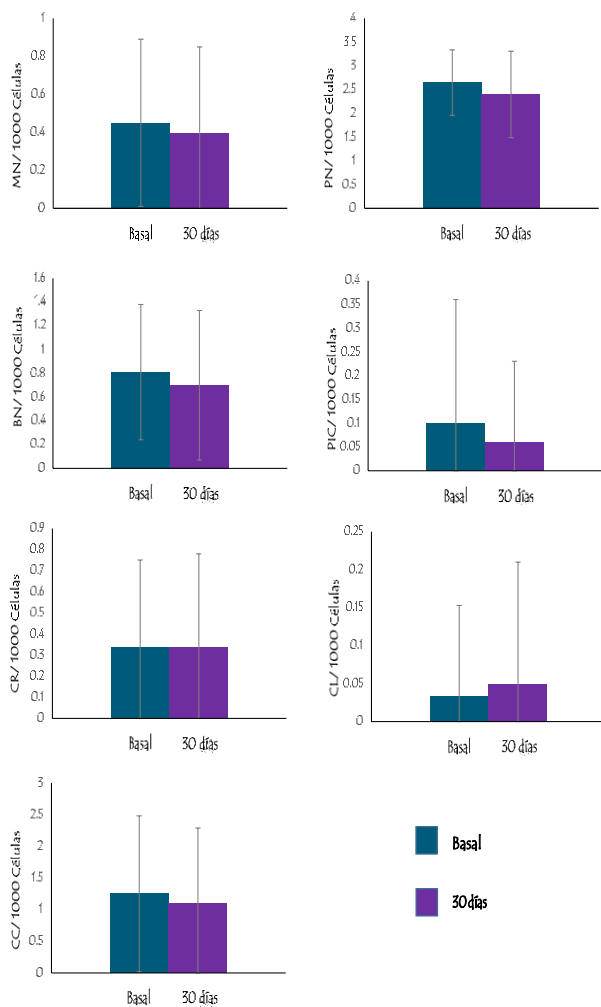 MN/ 1000 Células
1
0.8
0.6
0.4
0.2
0
Basal
30 días
PN/ 1000 Células
4
3.5
3
2.5
2
1.5
1
0.5
0
Basal
30 días
BN/ 1000 Células
1.6
1.4
1.2
1
0.8
0.6
0.4
0.2
0
Basal
30 días
PIC/ 1000 Células
0.4
0.35
0.3
0.25
0.2
0.15
0.1
0.05
0
Basal
30 días
CR/ 1000 Células
0.9
0.8
0.7
0.6
0.5
0.4
0.3
0.2
0.1
0
Basal
30 días
CL/ 1000 Células
0.25
0.2
0.15
0.1
0.05
0
Basal
30 días
CC/ 1000 Células
3
2.5
2
1.5
1
0.5
0
Basal
30 días
Basal
30días